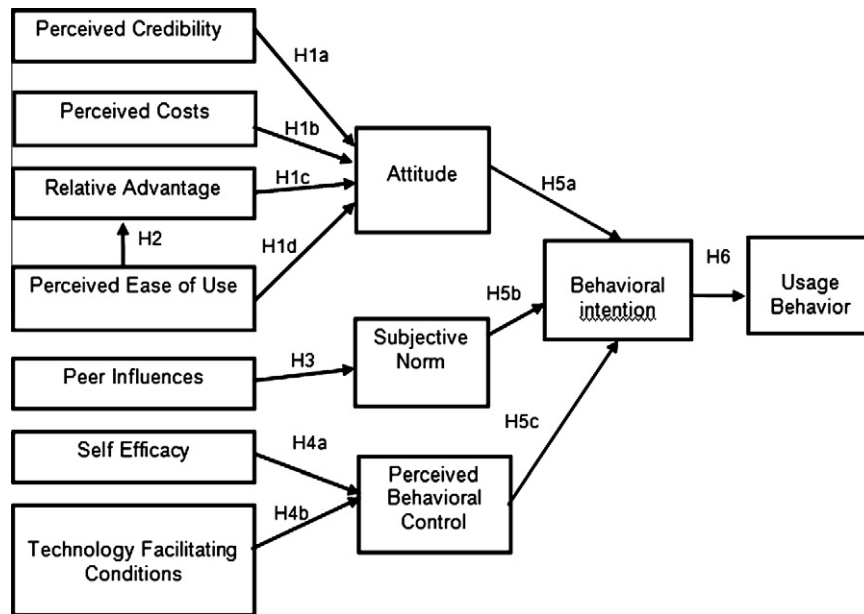 Perceived Credibility
H1a
Perceived Costs
H1b
Relative Advantage
H1c
H2
H1d
Perceived Ease of Use
Attitude
H5a
Peer Influences
H3
Subjective
Norm
H5b
Behavioral
intention
H6
Usage
Behavior
Self Efficacy
H4a
H4b
Technology Facilitating
Conditions
Perceived
Behavioral
Control
H5c